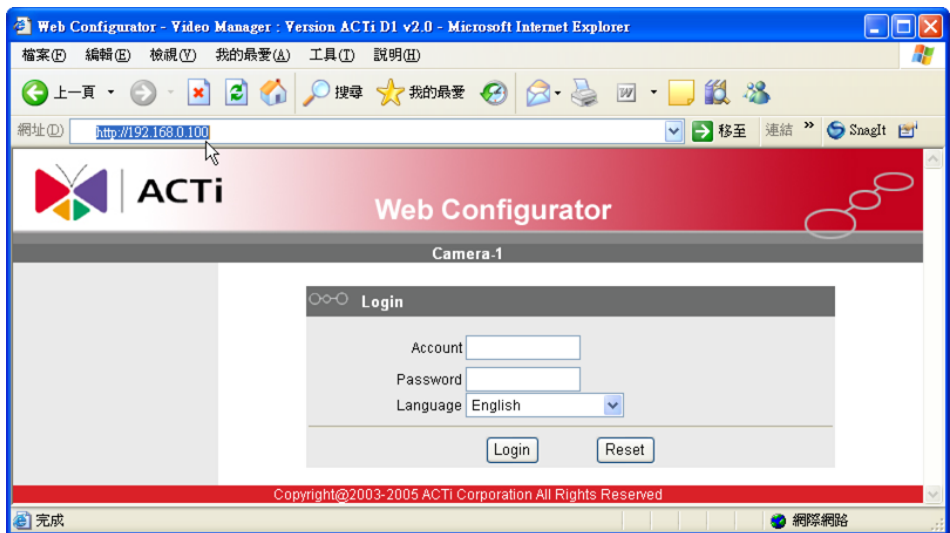 Web Configurator - Video Manager : Version ACTi D1 v2.0 - Microsoft Internet Explorer
檔案(F) 編輯(E) 檢視(V) 我的最愛(A) 工具(T) 說明(H)
上一頁 搜尋 我的最愛 W
網址(D) http://192.168.0.100 移至 連結 » SnagIt
ACTi Web Configurator
Camera-1
Login
Account
Password
Language English
Login Reset
Copyright@2003-2005 ACTi Corporation All Rights Reserved
完成 網際網路